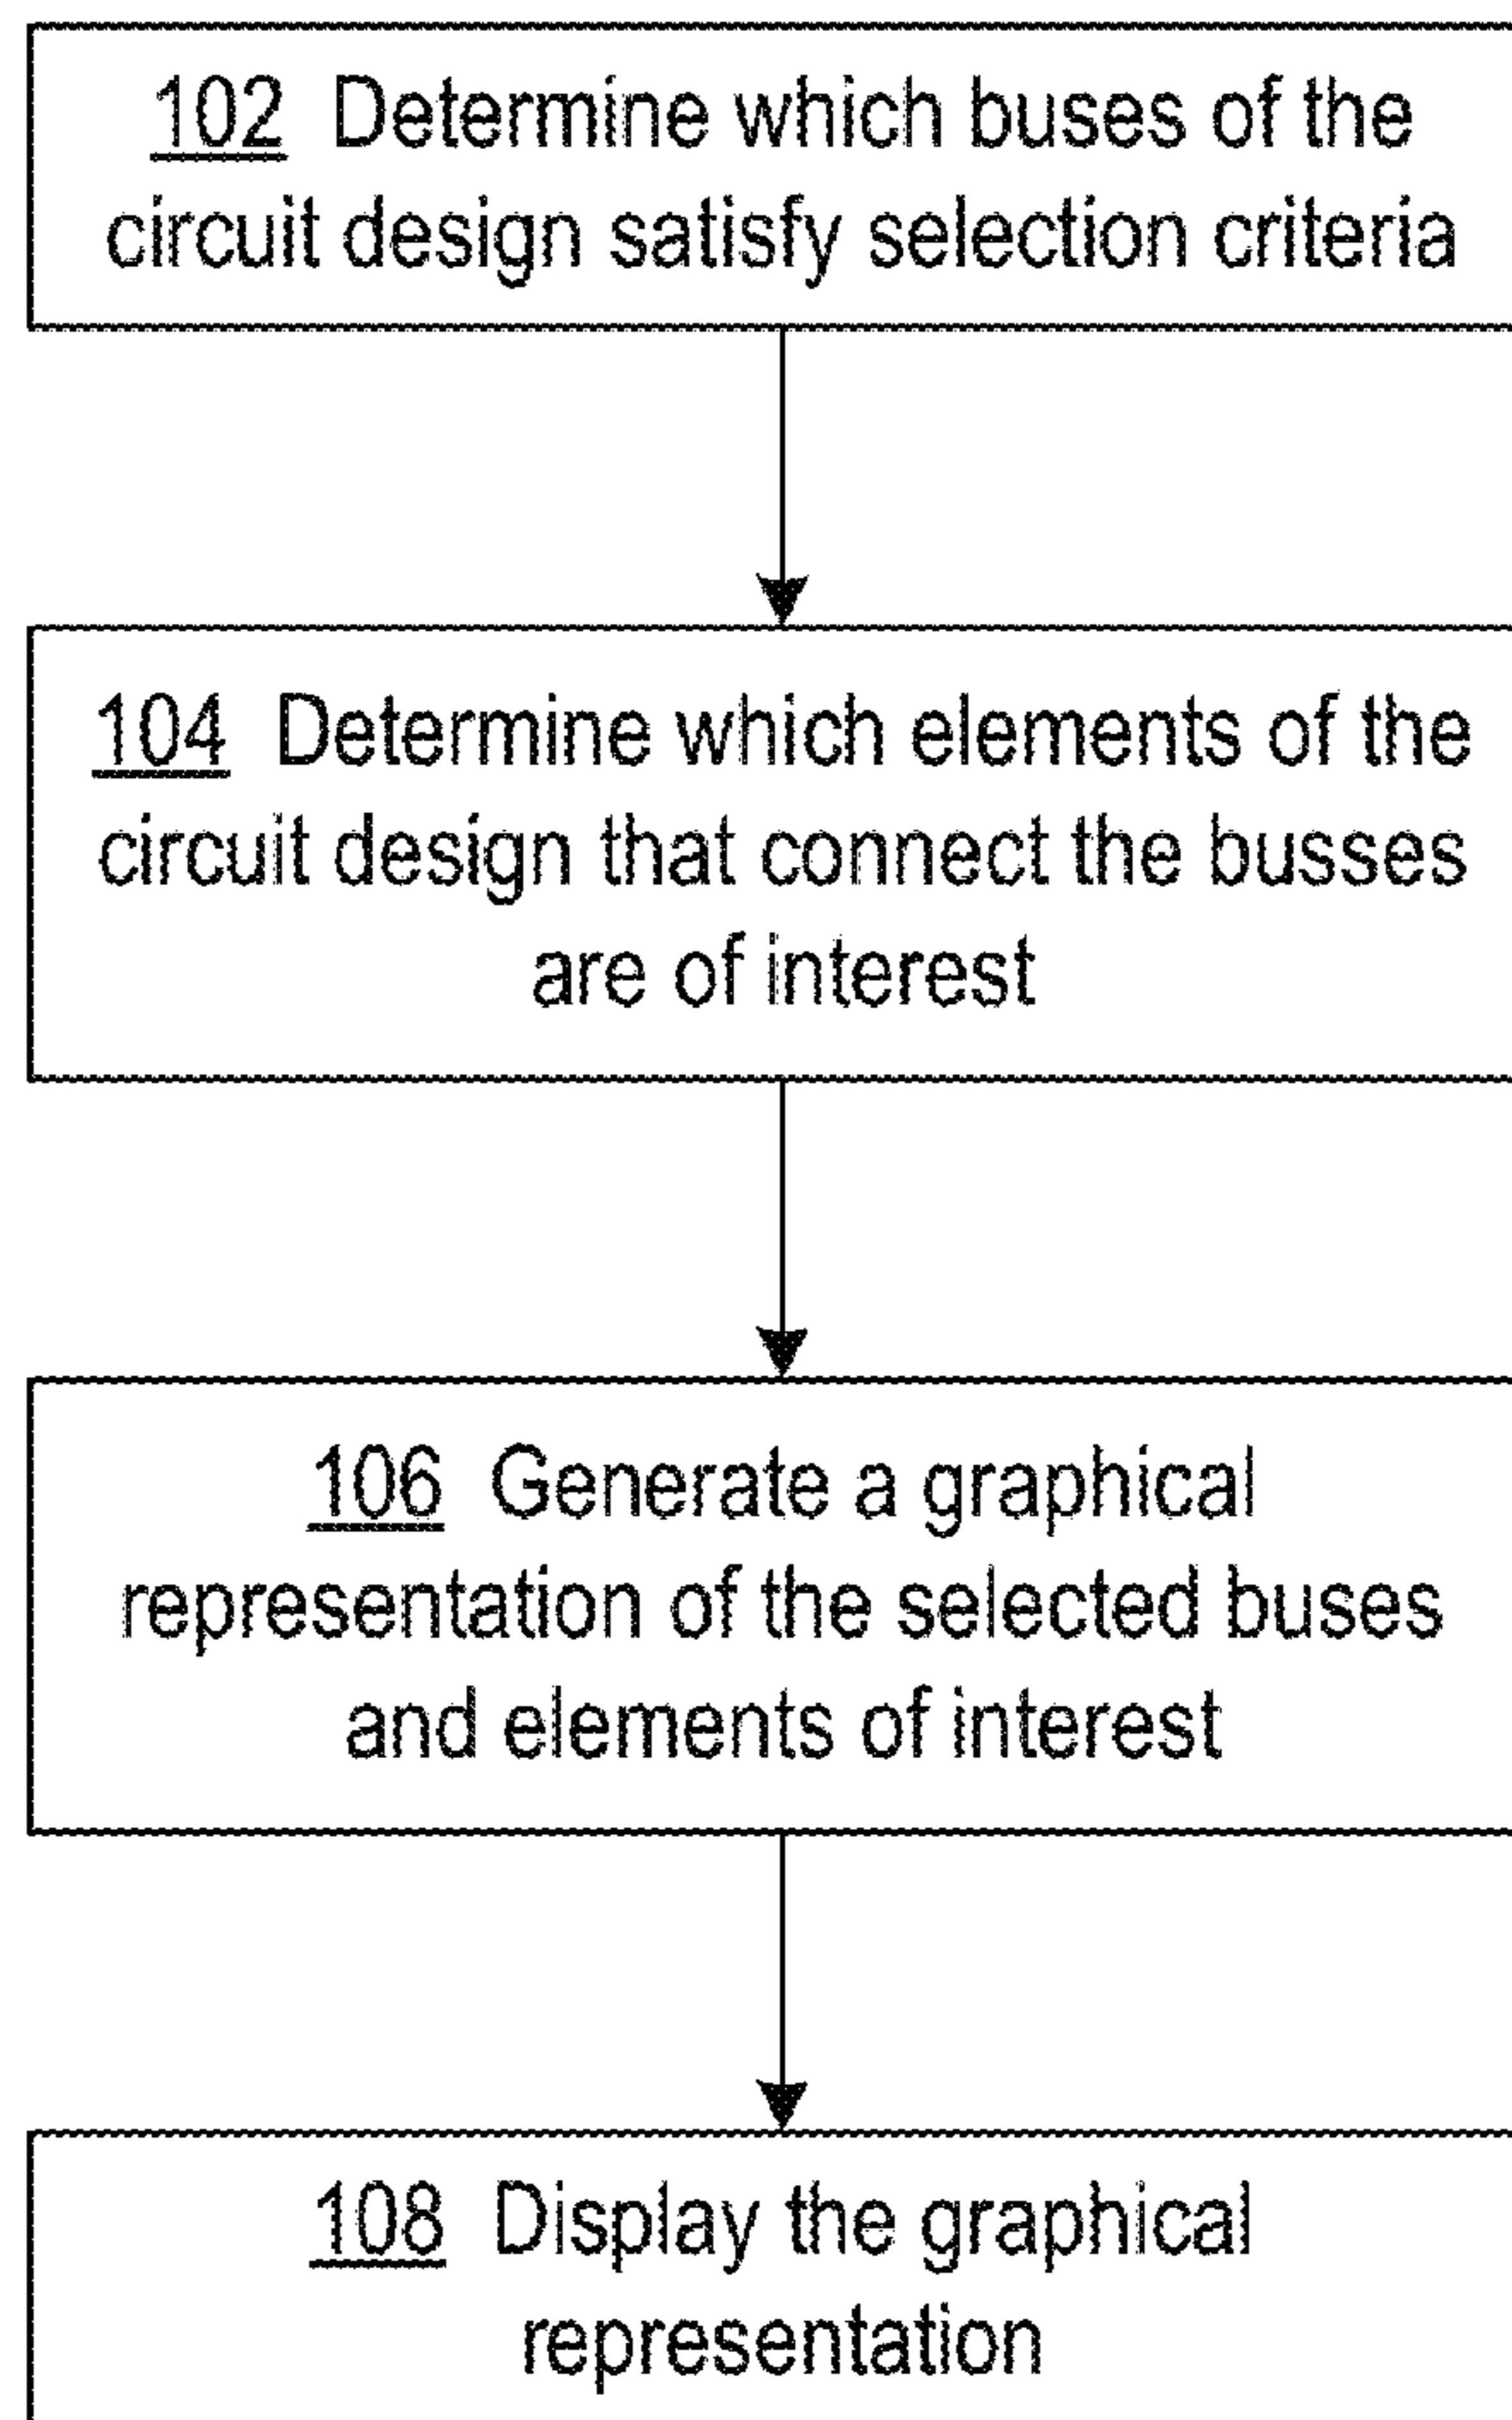 102 Determine which buses of the
circuit design satisfy selection criteria
104 Determine which elements of the
circuit design that connect the busses
are of interest
106 Generate a graphical
representation of the selected buses
and elements of interest
108 Display the graphical
representation